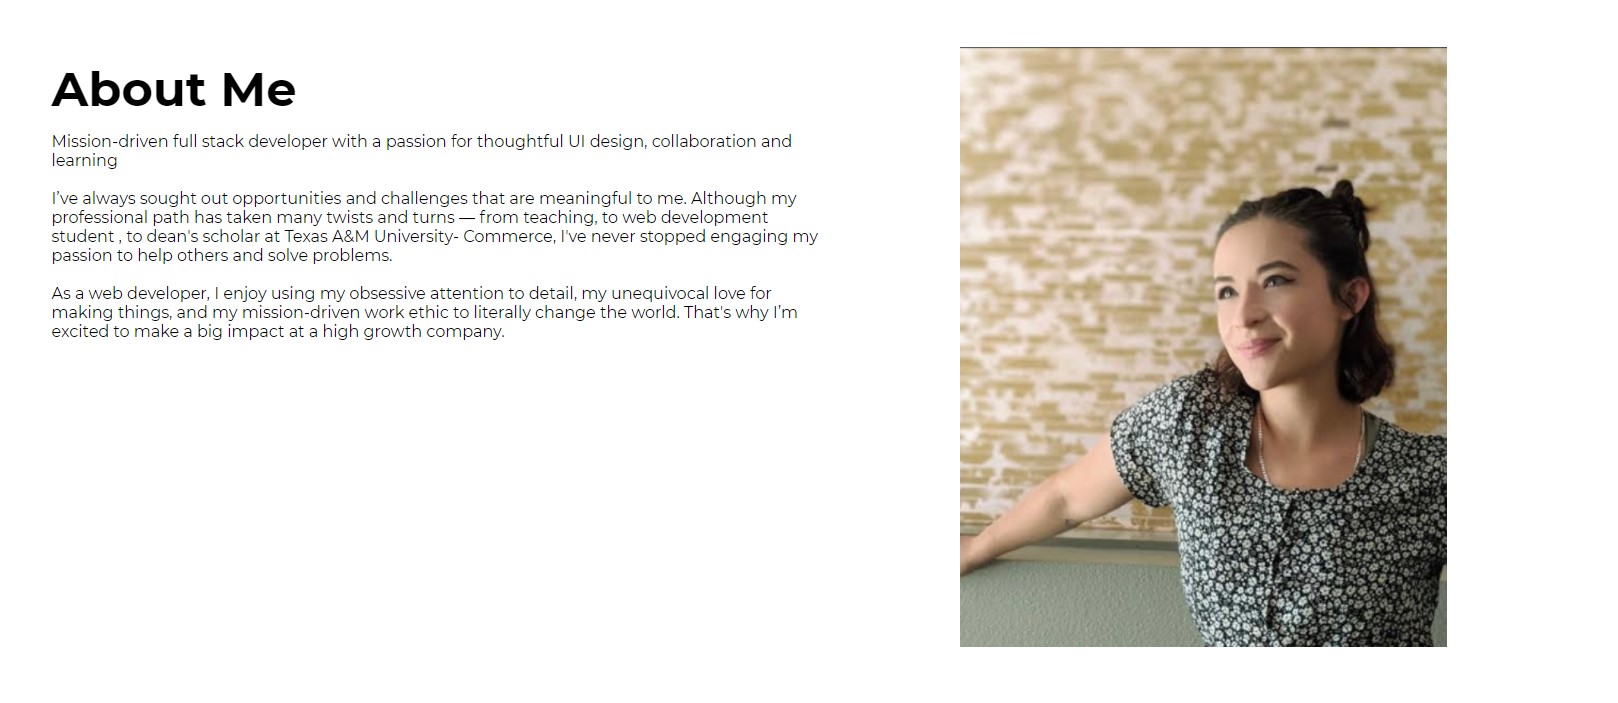 About Me
Mission-driven full stack developer with a passion for thoughtful UI design, collaboration and
learning
I’ve always sought out opportunities and challenges that are meaningful to me. Although my
professional path has taken many twists and turns — from teaching, to web development
student , to dean's scholar at Texas A&M University- Commerce, I've never stopped engaging my
passion to help others and solve problems.
As a web developer, I enjoy using my obsessive attention to detail, my unequivocal love for
making things, and my mission-driven work ethic to literally change the world. That's why I’m
excited to make a big impact at a high growth company.